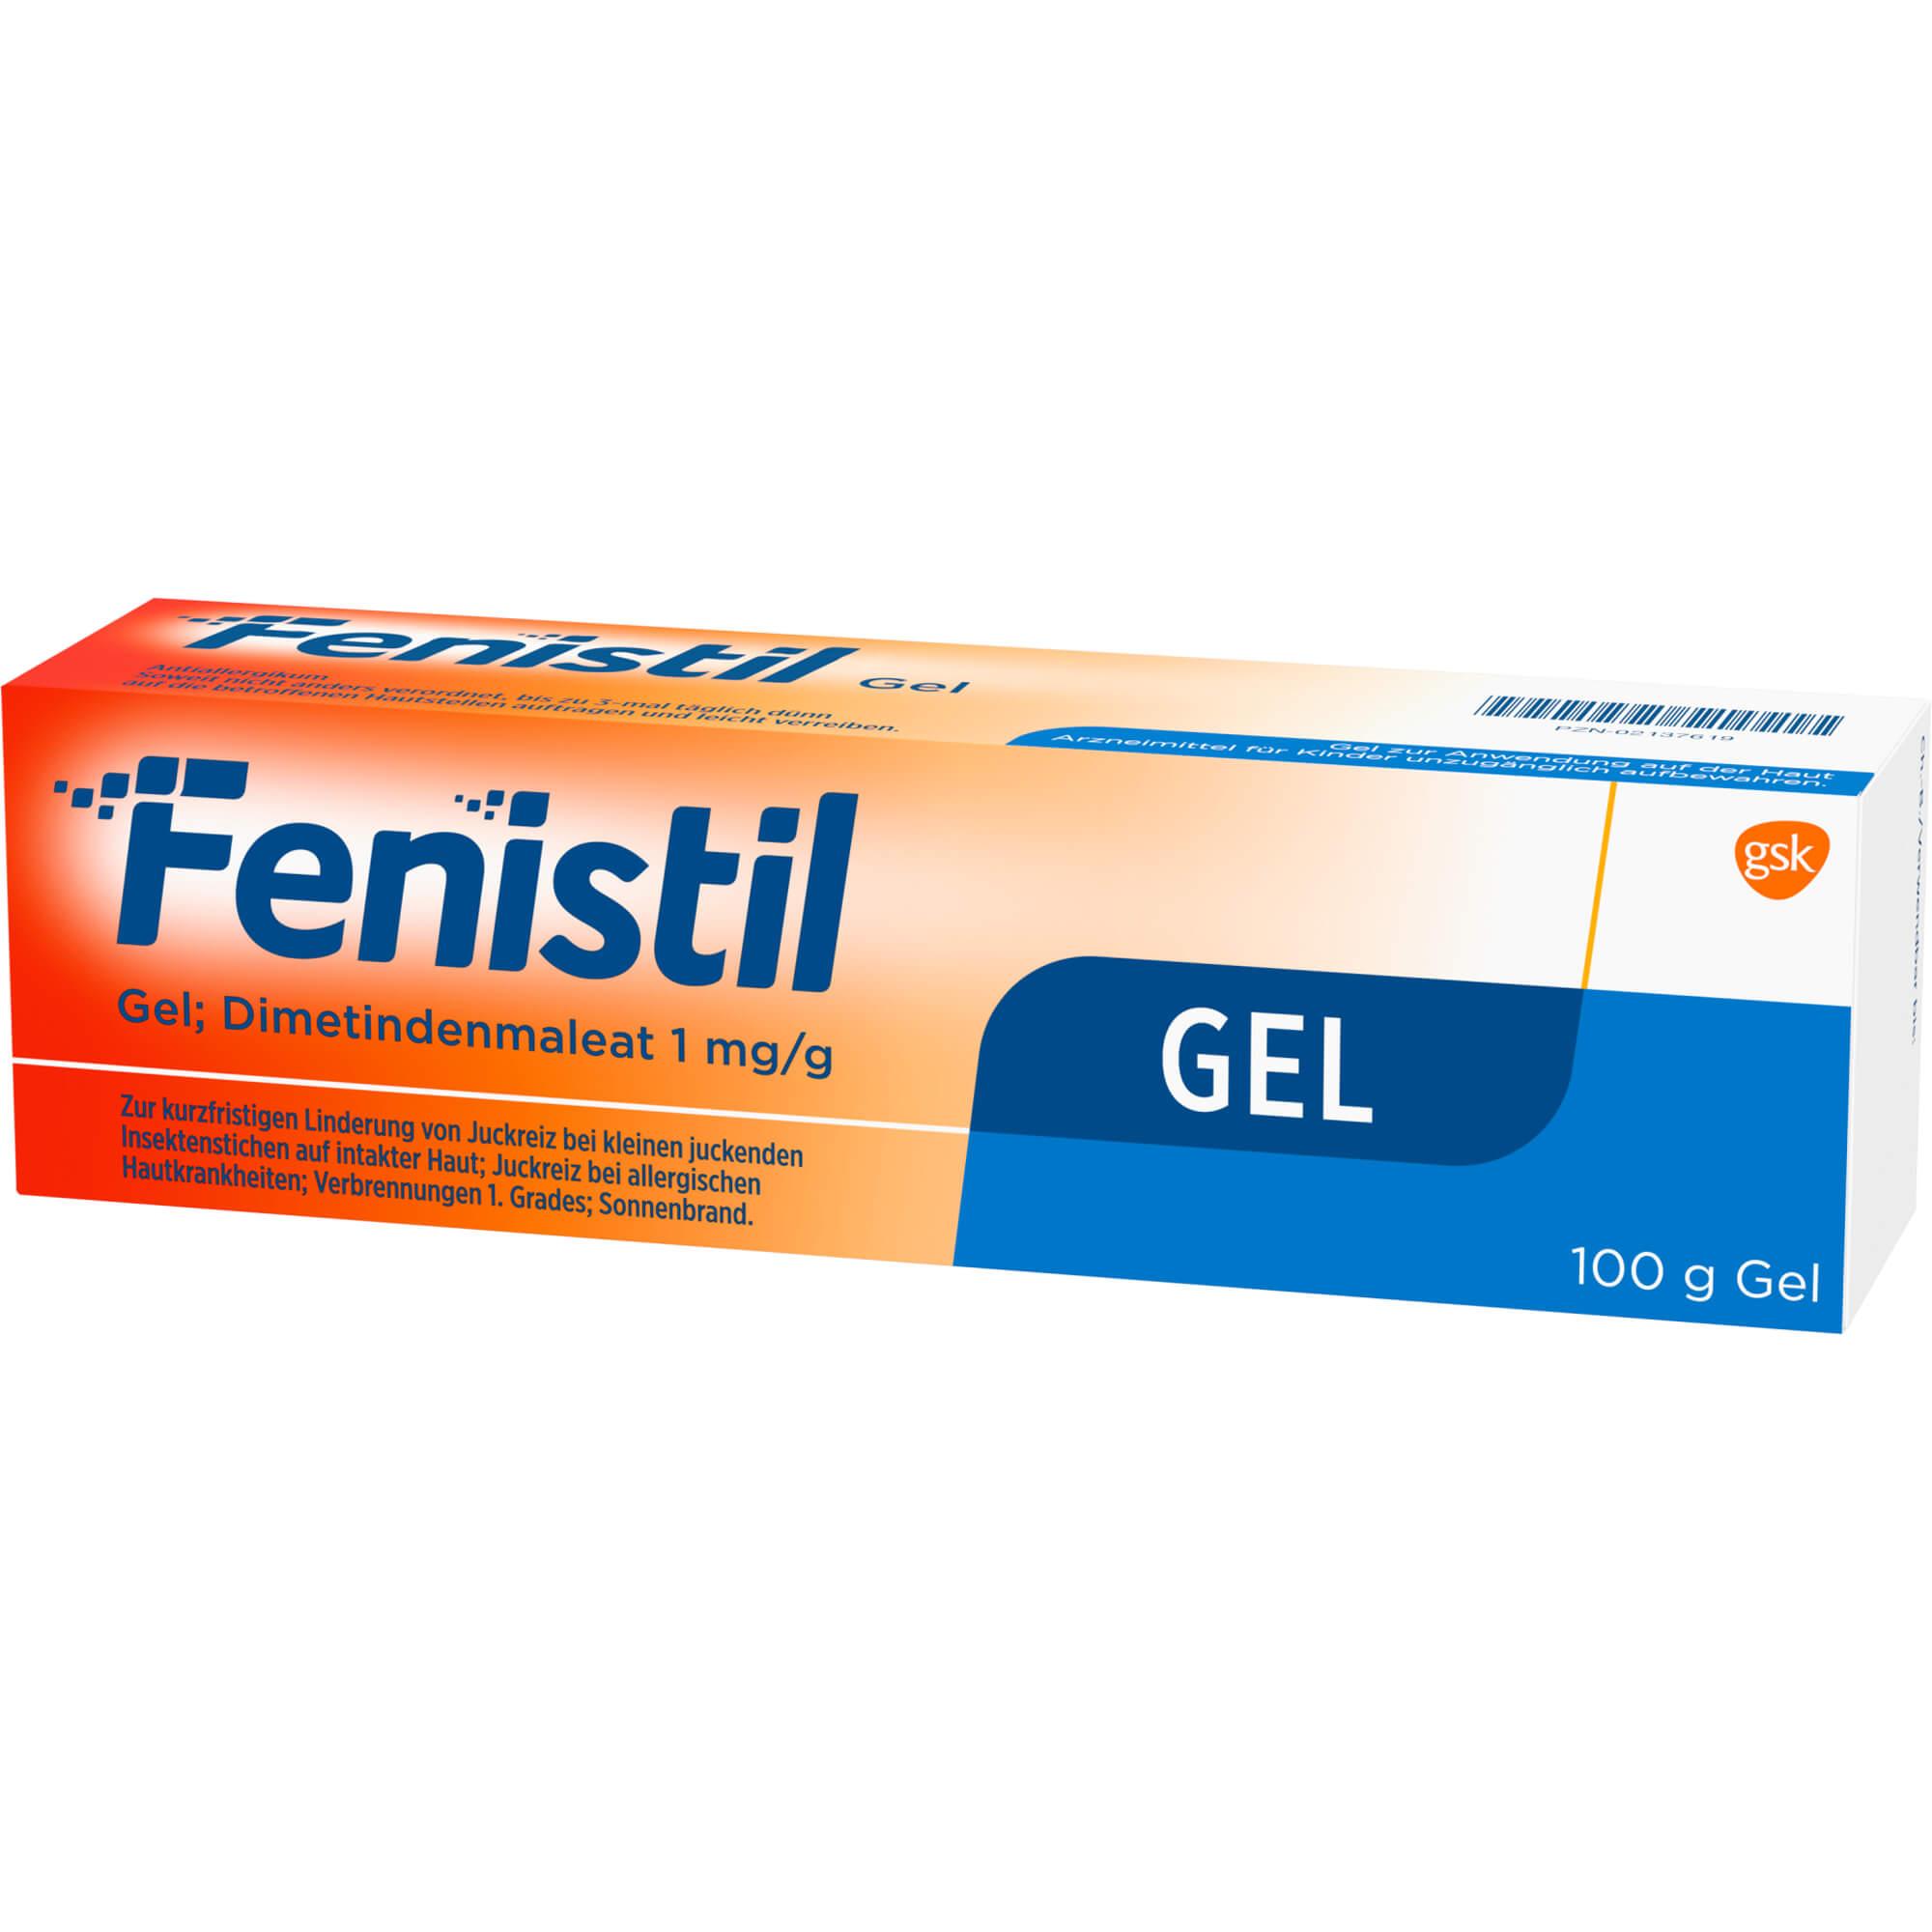 Fenistil Gel
Antiallergikum
Soweit nicht anders verordnet, bis zu 3-mal täglich dünn
auf die betroffenen Hautstellen auftragen und leicht verreiben.
PZN-02137619
Gel zur Anwendung auf der Haut
Arzneimittel für Kinder unzugänglich aufbewahren.
Fenistil
Gel; Dimetindenmaleat 1 mg/g
Zur kurzfristigen Linderung von Juckreiz bei kleinen juckenden
Insektenstichen auf intakter Haut; Juckreiz bei allergischen
Hautkrankheiten; Verbrennungen 1. Grades; Sonnenbrand.
gsk
GEL
100 g Gel